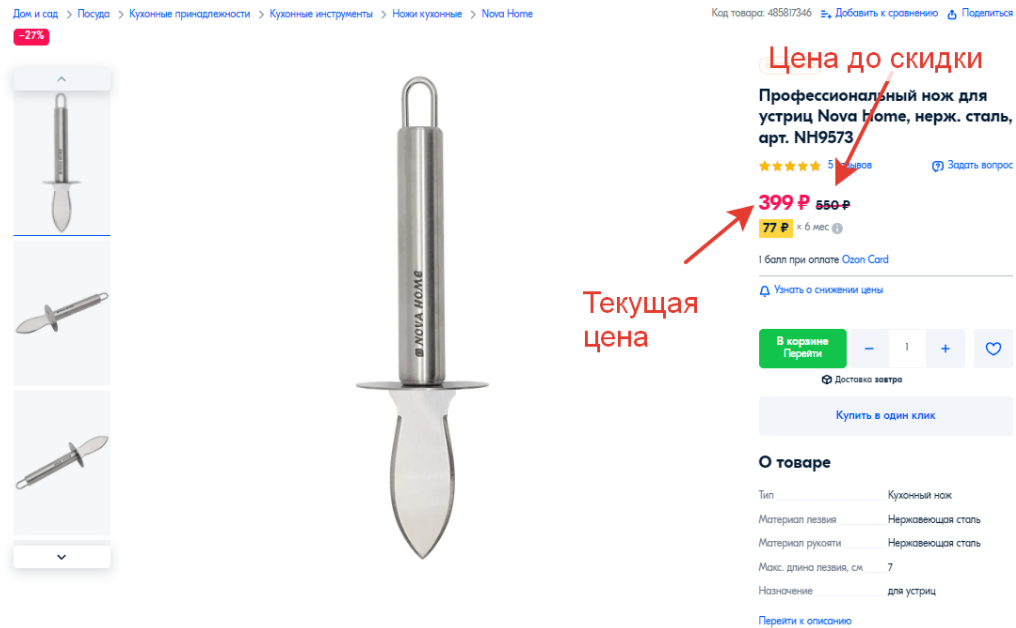 Дом и сад > Посуда > Кухонные принадлежности > Кухонные инструменты > Ножи кухонные > Nova Home
Код товара: 485817346 Добавить к сравнению Поделиться
−27%
Цена до скидки
Профессиональный нож для
устриц Nova Home, нерж. сталь,
арт. NH9573
5 отзывов Задать вопрос
399 ₽ 550 ₽
77 ₽ × 6 мес
1 балл при оплате Ozon Card
Узнать о снижении цены
Текущая
цена
NOVA HOME
В корзине
Перейти
− 1 +
Доставка завтра
Купить в один клик
О товаре
Тип Кухонный нож
Материал лезвия Нержавеющая сталь
Материал рукояти Нержавеющая сталь
Макс. длина лезвия, см 7
Назначение для устриц
Перейти к описанию